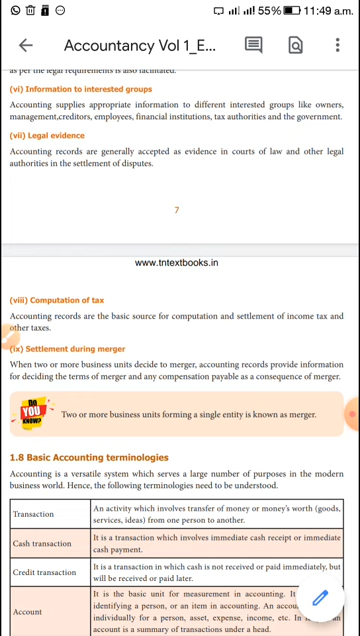 55% 11:49 a.m.
Accountancy Vol 1_E...
as per the legal requirements is also facilitated.
(vi) Information to interested groups
Accounting supplies appropriate information to different interested groups like owners,
management,creditors, employees, financial institutions, tax authorities and the government.
(vii) Legal evidence
Accounting records are generally accepted as evidence in courts of law and other legal
authorities in the settlement of disputes.
7
www.tntextbooks.in
(viii) Computation of tax
Accounting records are the basic source for computation and settlement of income tax and
other taxes.
(ix) Settlement during merger
When two or more business units decide to merger, accounting records provide information
for deciding the terms of merger and any compensation payable as a consequence of merger.
Do
YOU
KNOW?
Two or more business units forming a single entity is known as merger.
1.8 Basic Accounting terminologies
Accounting is a versatile system which serves a large number of purposes in the modern
business world. Hence, the following terminologies need to be understood.
Transaction
An activity which involves transfer of money or money's worth (goods,
services, ideas) from one person to another.
Cash transaction
It is a transaction which involves immediate cash receipt or immediate
cash payment.
Credit transaction
It is a transaction in which cash is not received or paid immediately, but
will be received or paid later.
Account
It is the basic unit for measurement in accounting. It
identifying a person, or an item in accounting. An
individually for a person, asset, expense, income, etc. In
account is a summary of transactions under a head.